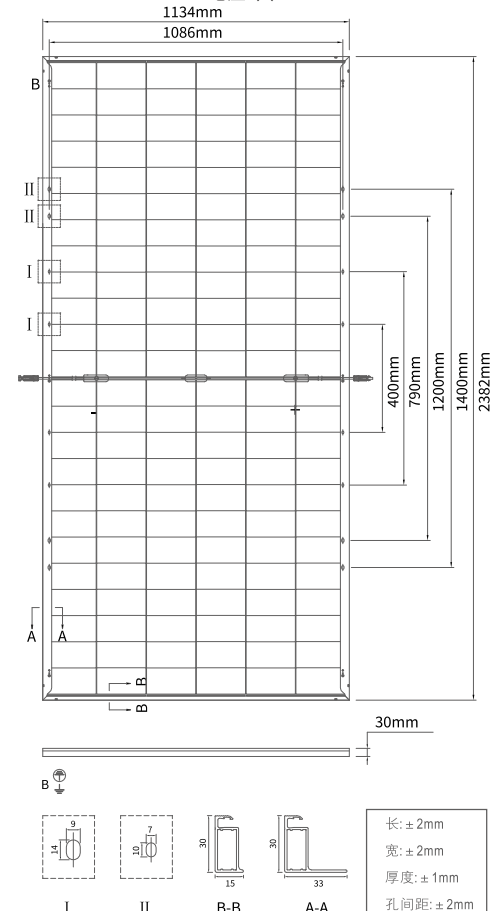 1134mm
1086mm
B
II
II
I
I
400mm
790mm
1200mm
1400mm
2382mm
-
+
A A
B
B
30mm
B
9
14
7
10
30
15
30
33
I II B-B A-A
长:±2mm
宽:±2mm
厚度:±1mm
孔间距:±2mm